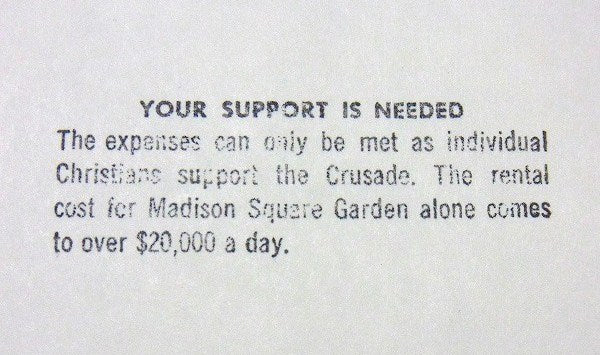 YOUR SUPPORT IS NEEDED
The expenses can only be met as individual
Christians support the Crusade. The rental
cost for Madison Square Garden alone comes
to over $20,000 a day.